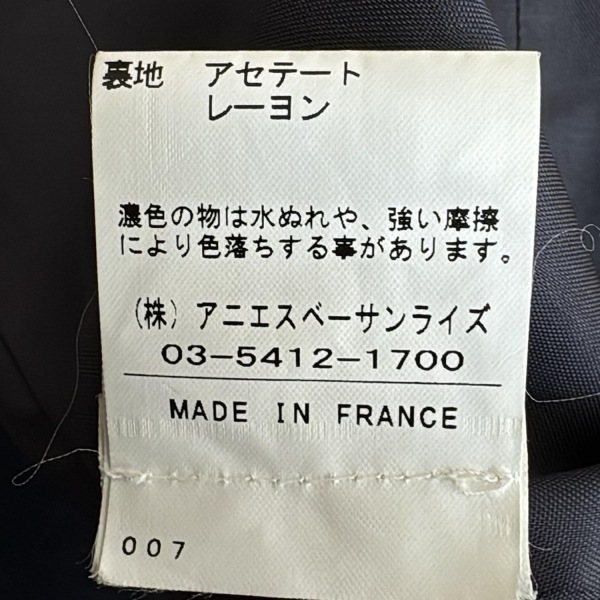 裏地 アセテート
レーヨン
濃色の物は水ぬれや、強い摩擦
により色落ちする事があります。
(株)アニエスベーサンライズ
03-5412-1700
MADE IN FRANCE
007